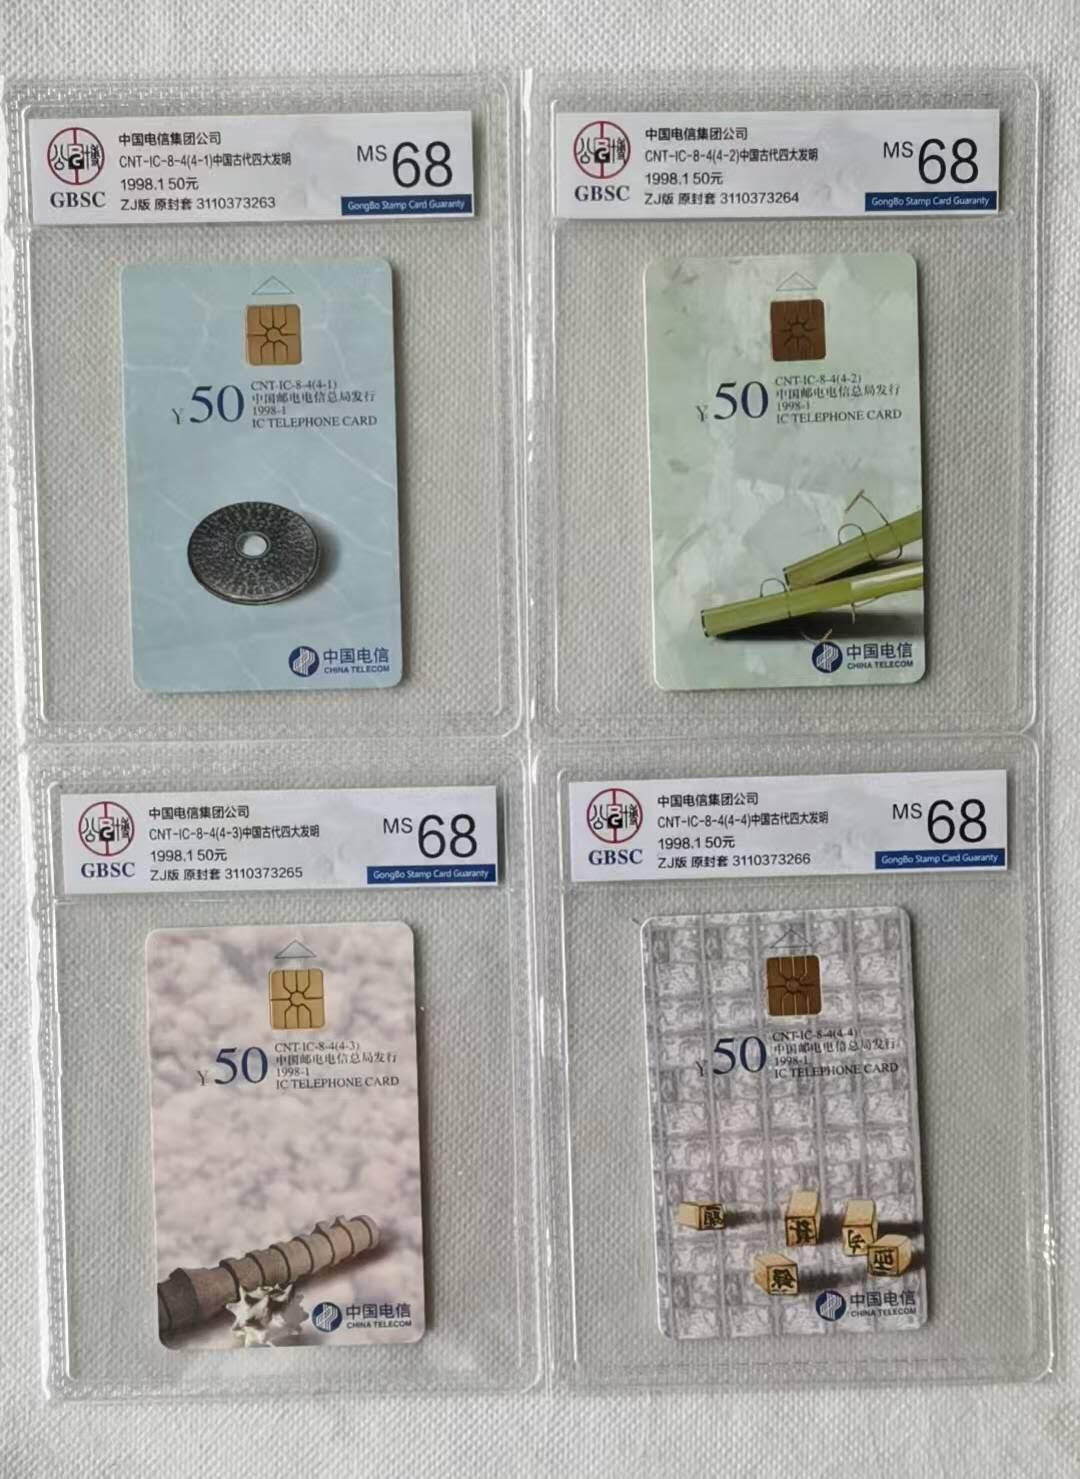 GBSC
中国电信集团公司
CNT-IC-8-4(4-1)中国古代四大发明
1998.1 50元
ZJ版 原封套 3110373263
MS 68
GongBo Stamp Card Guaranty
¥50
CNT-IC-8-4(4-1)
中国邮电电信总局发行
1998-1
IC TELEPHONE CARD
中国电信
CHINA TELECOM
GBSC
中国电信集团公司
CNT-IC-8-4(4-2)中国古代四大发明
1998.1 50元
ZJ版 原封套 3110373264
MS 68
GongBo Stamp Card Guaranty
¥50
CNT-IC-8-4(4-2)
中国邮电电信总局发行
1998-1
IC TELEPHONE CARD
中国电信
CHINA TELECOM
GBSC
中国电信集团公司
CNT-IC-8-4(4-3)中国古代四大发明
1998.1 50元
ZJ版 原封套 3110373265
MS 68
GongBo Stamp Card Guaranty
¥50
CNT-IC-8-4(4-3)
中国邮电电信总局发行
1998-1
IC TELEPHONE CARD
中国电信
CHINA TELECOM
GBSC
中国电信集团公司
CNT-IC-8-4(4-4)中国古代四大发明
1998.1 50元
ZJ版 原封套 3110373266
MS 68
GongBo Stamp Card Guaranty
¥50
CNT-IC-8-4(4-4)
中国邮电电信总局发行
1998-1
IC TELEPHONE CARD
中国电信
CHINA TELECOM